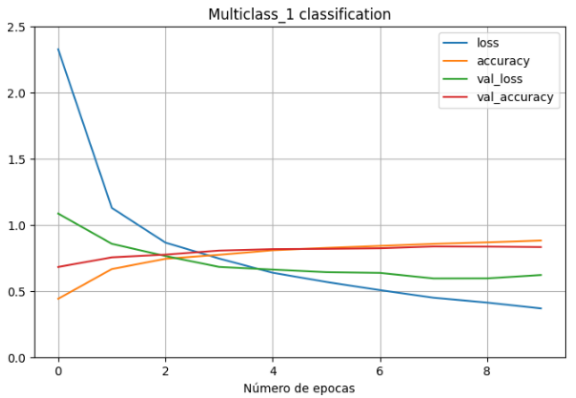 Multiclass_1 classification
2.5
2.0
1.5
1.0
0.5
0.0
loss
accuracy
val_loss
val_accuracy
0 2 4 6 8
Número de epocas